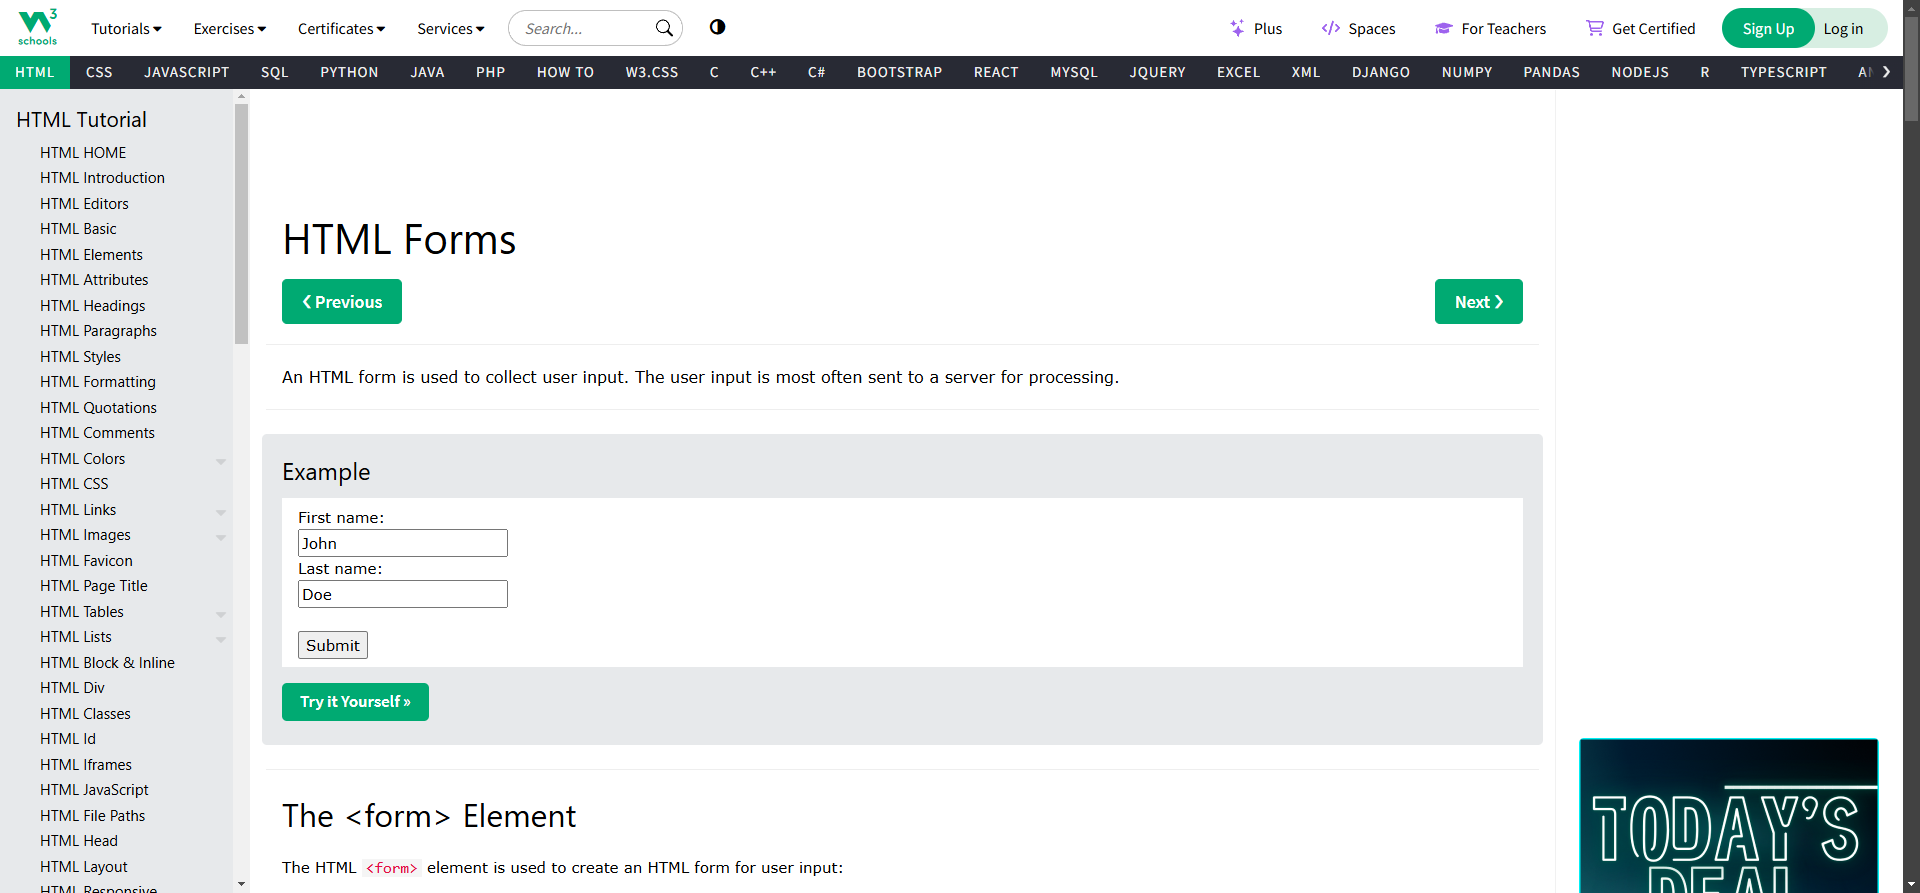 3
schools
Tutorials Exercises Certificates Services Search... Plus Spaces For Teachers Get Certified Sign Up Log in
HTML CSS JAVASCRIPT SQL PYTHON JAVA PHP HOW TO W3.CSS C C++ C# BOOTSTRAP REACT MYSQL JQUERY EXCEL XML DJANGO NUMPY PANDAS NODEJS R TYPESCRIPT
HTML Tutorial
HTML HOME
HTML Introduction
HTML Editors
HTML Basic
HTML Elements
HTML Attributes
HTML Headings
HTML Paragraphs
HTML Styles
HTML Formatting
HTML Quotations
HTML Comments
HTML Colors
HTML CSS
HTML Links
HTML Images
HTML Favicon
HTML Page Title
HTML Tables
HTML Lists
HTML Block & Inline
HTML Div
HTML Classes
HTML Id
HTML Iframes
HTML JavaScript
HTML File Paths
HTML Head
HTML Layout
HTML Responsive
HTML Forms
❮ Previous
Next ❯
An HTML form is used to collect user input. The user input is most often sent to a server for processing.
Example
First name:
John
Last name:
Doe
Submit
Try it Yourself »
The <form> Element
The HTML <form> element is used to create an HTML form for user input:
TODAY'S
DEAL